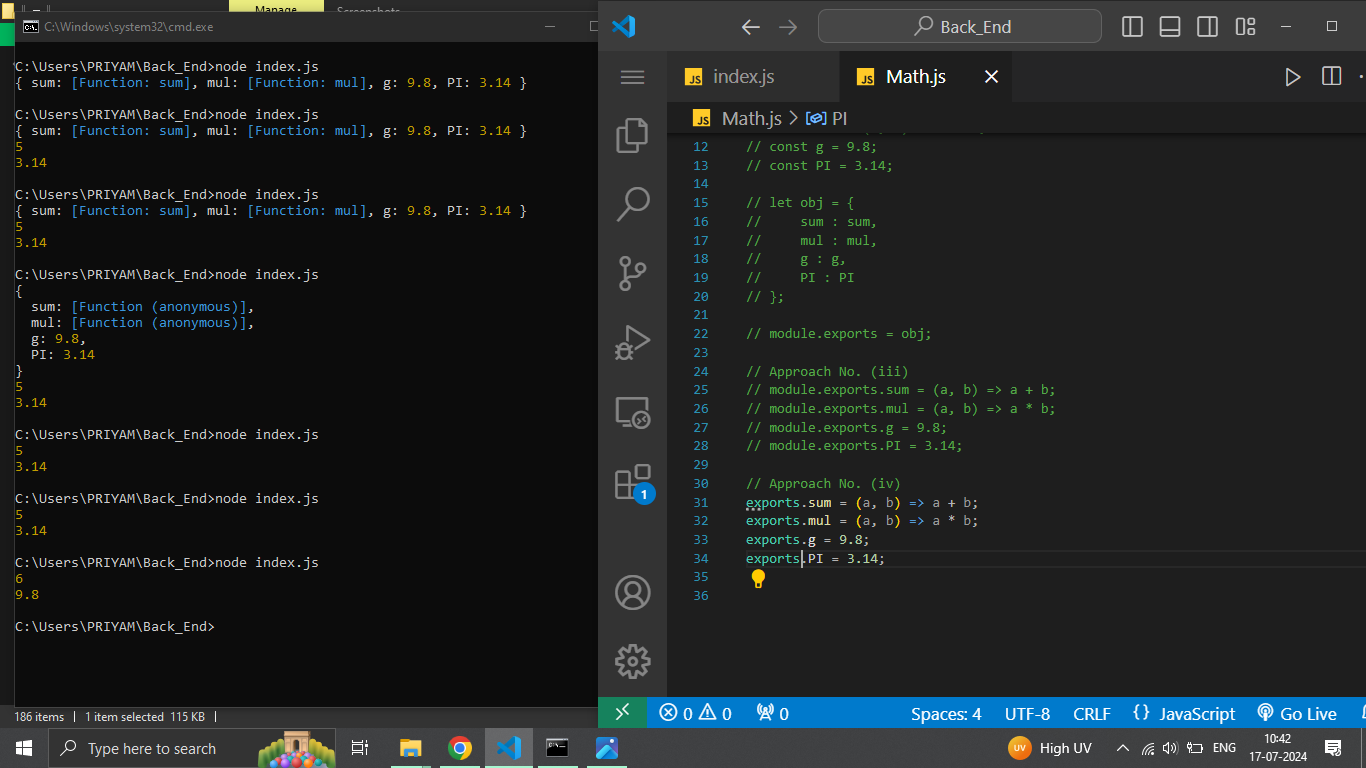 Manage
Screenshots
C:\Windows\system32\cmd.exe
C:\Users\PRIYAM\Back_End>node index.js
{ sum: [Function: sum], mul: [Function: mul], g: 9.8, PI: 3.14 }
C:\Users\PRIYAM\Back_End>node index.js
{ sum: [Function: sum], mul: [Function: mul], g: 9.8, PI: 3.14 }
5
3.14
C:\Users\PRIYAM\Back_End>node index.js
{ sum: [Function: sum], mul: [Function: mul], g: 9.8, PI: 3.14 }
5
3.14
C:\Users\PRIYAM\Back_End>node index.js
{
  sum: [Function (anonymous)],
  mul: [Function (anonymous)],
  g: 9.8,
  PI: 3.14
}
5
3.14
C:\Users\PRIYAM\Back_End>node index.js
5
3.14
C:\Users\PRIYAM\Back_End>node index.js
5
3.14
C:\Users\PRIYAM\Back_End>node index.js
6
9.8
C:\Users\PRIYAM\Back_End>
186 items | 1 item selected 115 KB |
Back_End
JS index.js
JS Math.js
JS Math.js > PI
12 // const g = 9.8;
13 // const PI = 3.14;
14
15 // let obj = {
16 //     sum : sum,
17 //     mul : mul,
18 //     g : g,
19 //     PI : PI
20 // };
21
22 // module.exports = obj;
23
24 // Approach No. (iii)
25 // module.exports.sum = (a, b) => a + b;
26 // module.exports.mul = (a, b) => a * b;
27 // module.exports.g = 9.8;
28 // module.exports.PI = 3.14;
29
30 // Approach No. (iv)
31 exports.sum = (a, b) => a + b;
32 exports.mul = (a, b) => a * b;
33 exports.g = 9.8;
34 exports.PI = 3.14;
35
36
1
0 0 0 Spaces: 4 UTF-8 CRLF {} JavaScript Go Live
Type here to search
UV High UV ENG 10:42
17-07-2024